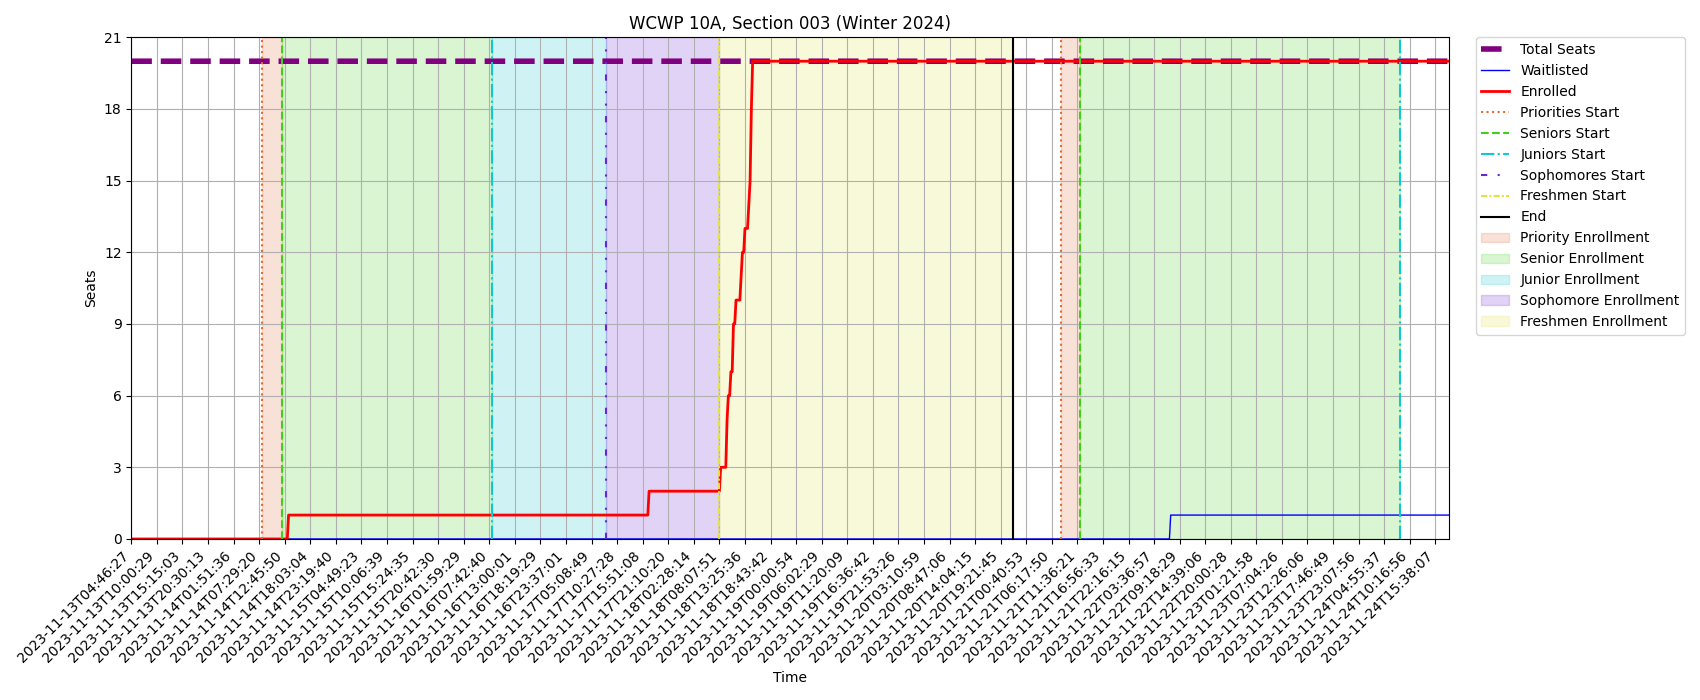 WCWP 10A, Section 003 (Winter 2024)
21
18
15
12
9
6
3
0
Seats
2023-11-13T04:46:27
2023-11-13T10:00:29
2023-11-13T15:15:03
2023-11-13T20:30:13
2023-11-14T01:51:36
2023-11-14T07:29:20
2023-11-14T12:45:50
2023-11-14T18:03:04
2023-11-14T23:19:40
2023-11-15T04:49:23
2023-11-15T10:06:39
2023-11-15T15:24:35
2023-11-15T20:42:30
2023-11-16T01:59:29
2023-11-16T07:42:40
2023-11-16T13:00:01
2023-11-16T18:19:29
2023-11-16T23:37:01
2023-11-17T05:08:49
2023-11-17T10:27:28
2023-11-17T15:51:08
2023-11-17T21:10:20
2023-11-18T02:28:14
2023-11-18T08:07:51
2023-11-18T13:25:36
2023-11-18T18:43:42
2023-11-19T00:00:54
2023-11-19T06:02:29
2023-11-19T11:20:09
2023-11-19T16:36:42
2023-11-19T21:53:26
2023-11-20T03:10:59
2023-11-20T08:47:06
2023-11-20T14:04:15
2023-11-20T19:21:45
2023-11-21T00:40:53
2023-11-21T06:17:50
2023-11-21T11:36:21
2023-11-21T16:56:33
2023-11-21T22:16:15
2023-11-22T03:36:57
2023-11-22T09:18:29
2023-11-22T14:39:06
2023-11-22T20:00:28
2023-11-23T01:21:58
2023-11-23T07:04:26
2023-11-23T12:26:06
2023-11-23T17:46:49
2023-11-23T23:07:56
2023-11-24T04:55:37
2023-11-24T10:16:56
2023-11-24T15:38:07
Time
Total Seats
Waitlisted
Enrolled
Priorities Start
Seniors Start
Juniors Start
Sophomores Start
Freshmen Start
End
Priority Enrollment
Senior Enrollment
Junior Enrollment
Sophomore Enrollment
Freshmen Enrollment